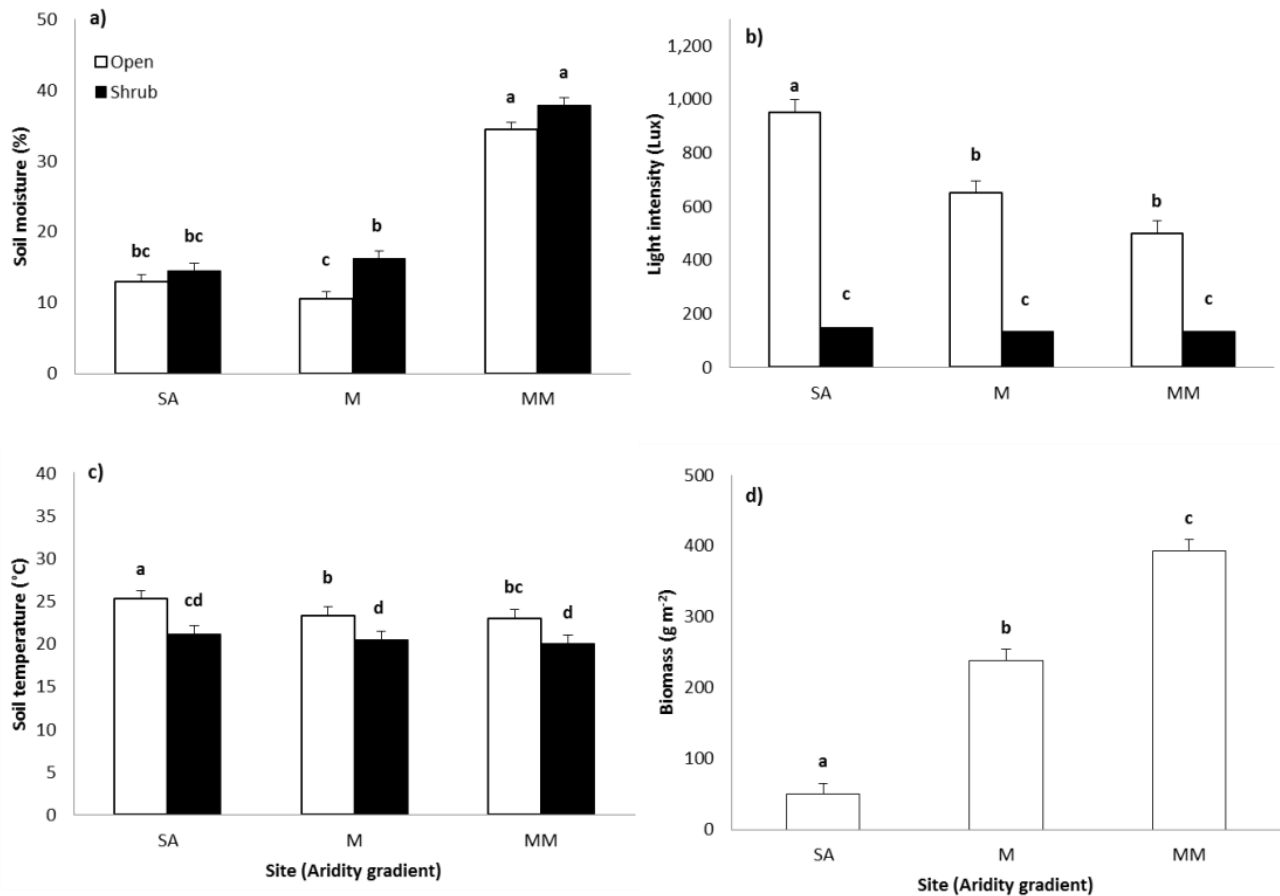 a)
50
40
30
20
10
0
Soil moisture (%)
Open
Shrub
bc bc c b a a
SA M MM
b)
1,200
1,000
800
600
400
200
0
Light intensity (Lux)
a c b c b c
SA M MM
c)
40
35
30
25
20
15
10
5
0
Soil temperature (˚C)
a cd b d bc d
SA M MM
Site (Aridity gradient)
d)
500
400
300
200
100
0
Biomass (g m⁻²)
a b c
SA M MM
Site (Aridity gradient)